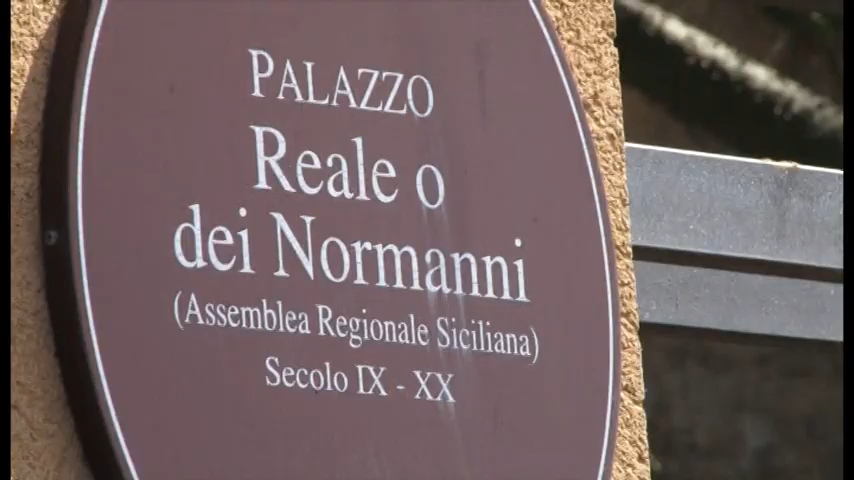 PALAZZO
Reale o
dei Normanni
(Assemblea Regionale Siciliana)
Secolo IX - XX